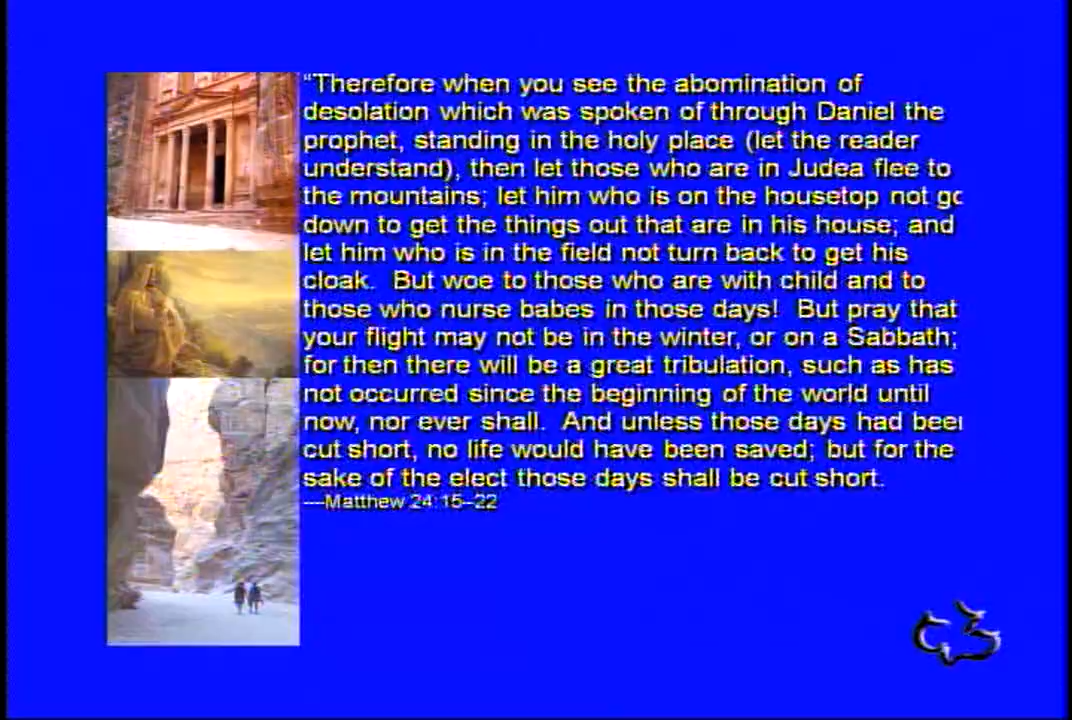 “Therefore when you see the abomination of
desolation which was spoken of through Daniel the
prophet, standing in the holy place (let the reader
understand), then let those who are in Judea flee to
the mountains; let him who is on the housetop not go
down to get the things out that are in his house; and
let him who is in the field not turn back to get his
cloak.  But woe to those who are with child and to
those who nurse babes in those days!  But pray that
your flight may not be in the winter, or on a Sabbath;
for then there will be a great tribulation, such as has
not occurred since the beginning of the world until
now, nor ever shall.  And unless those days had been
cut short, no life would have been saved; but for the
sake of the elect those days shall be cut short.
—Matthew 24:15–22
c3